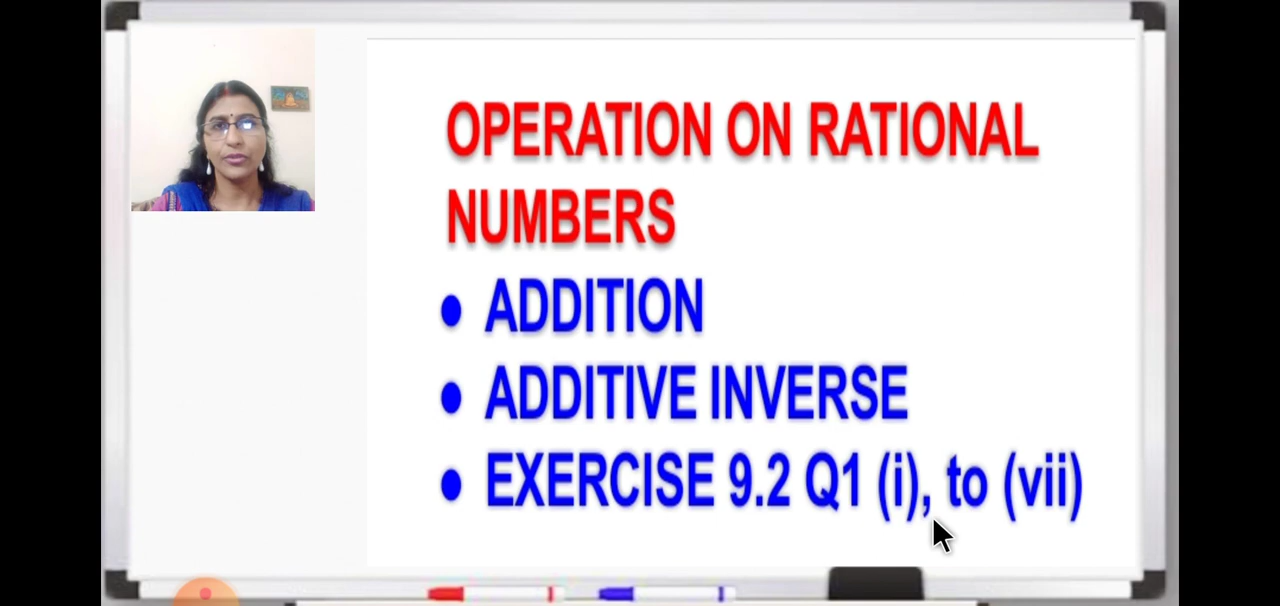 OPERATION ON RATIONAL
NUMBERS
• ADDITION
• ADDITIVE INVERSE
• EXERCISE 9.2 Q1 (i), to (vii)